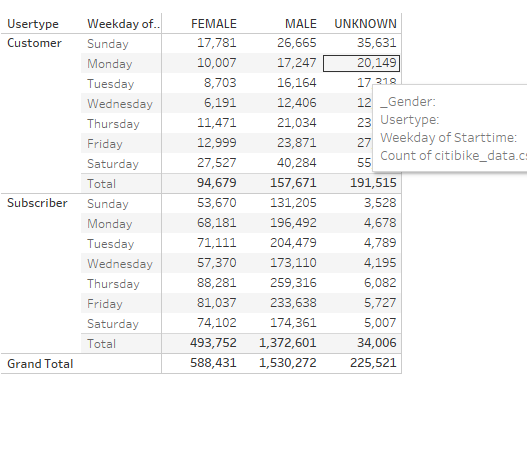 Usertype Weekday of.. FEMALE MALE UNKNOWN
Customer Sunday 17,781 26,665 35,631
Monday 10,007 17,247 20,149
Tuesday 8,703 16,164 17,318
Wednesday 6,191 12,406 12
Thursday 11,471 21,034 23
Friday 12,999 23,871 27
Saturday 27,527 40,284 55
Total 94,679 157,671 191,515
_Gender:
Usertype:
Weekday of Starttime:
Count of citibike_data.cs
Subscriber Sunday 53,670 131,205 3,528
Monday 68,181 196,492 4,678
Tuesday 71,111 204,479 4,789
Wednesday 57,370 173,110 4,195
Thursday 88,281 259,316 6,082
Friday 81,037 233,638 5,727
Saturday 74,102 174,361 5,007
Total 493,752 1,372,601 34,006
Grand Total 588,431 1,530,272 225,521